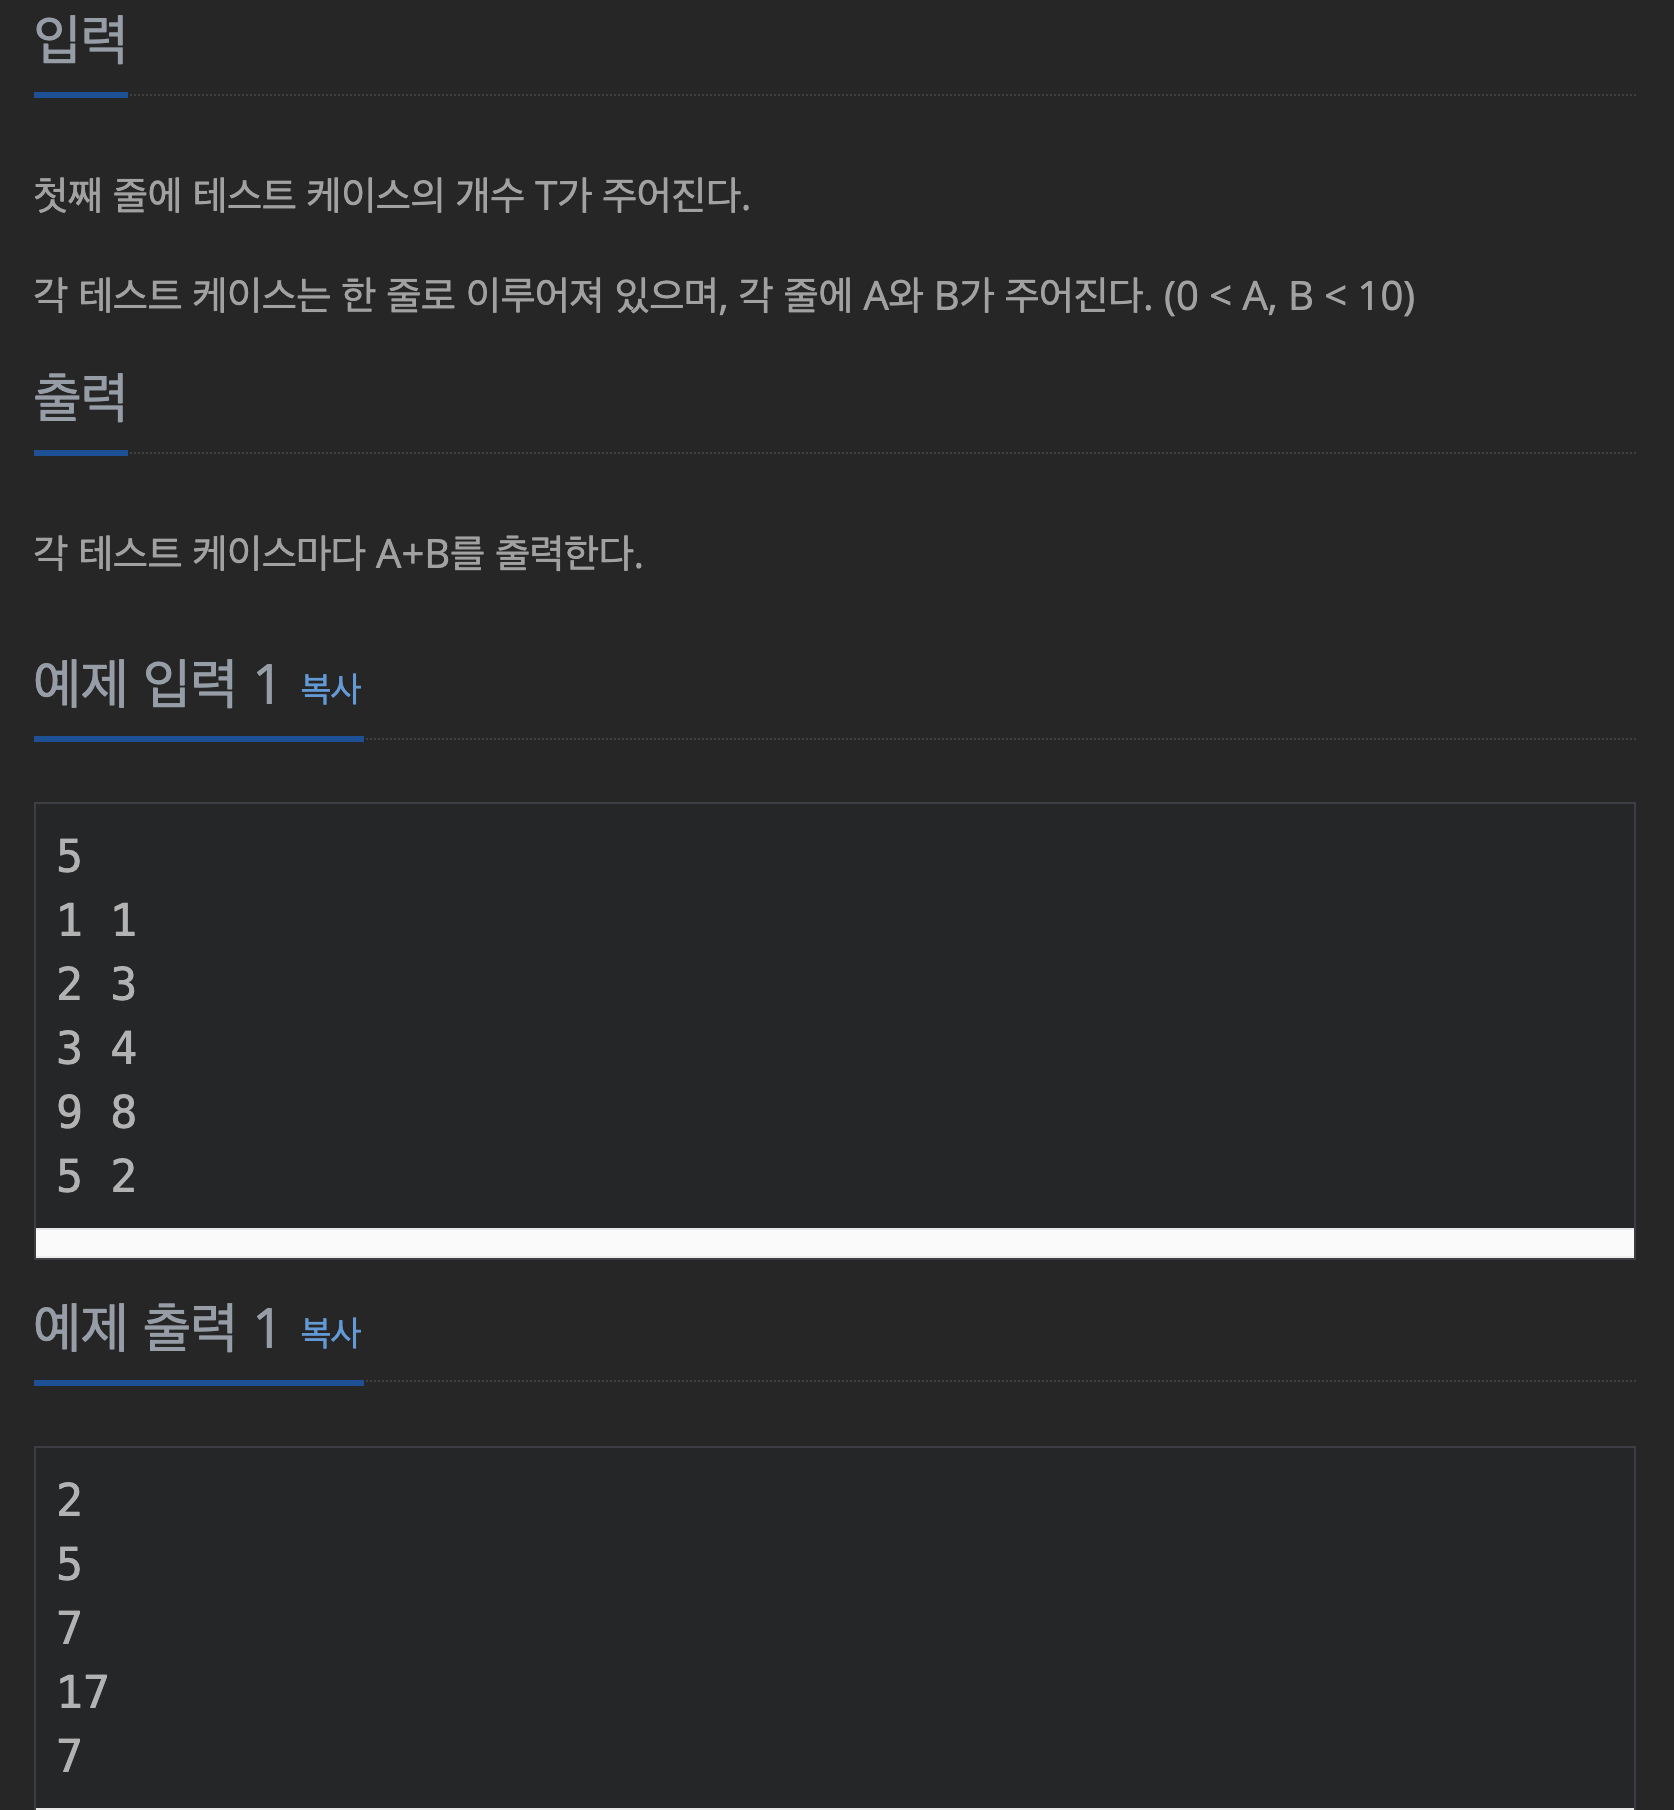 입력
첫째 줄에 테스트 케이스의 개수 T가 주어진다.
각 테스트 케이스는 한 줄로 이루어져 있으며, 각 줄에 A와 B가 주어진다. (0 < A, B < 10)
출력
각 테스트 케이스마다 A+B를 출력한다.
예제 입력 1 복사
5
1 1
2 3
3 4
9 8
5 2
예제 출력 1 복사
2
5
7
17
7